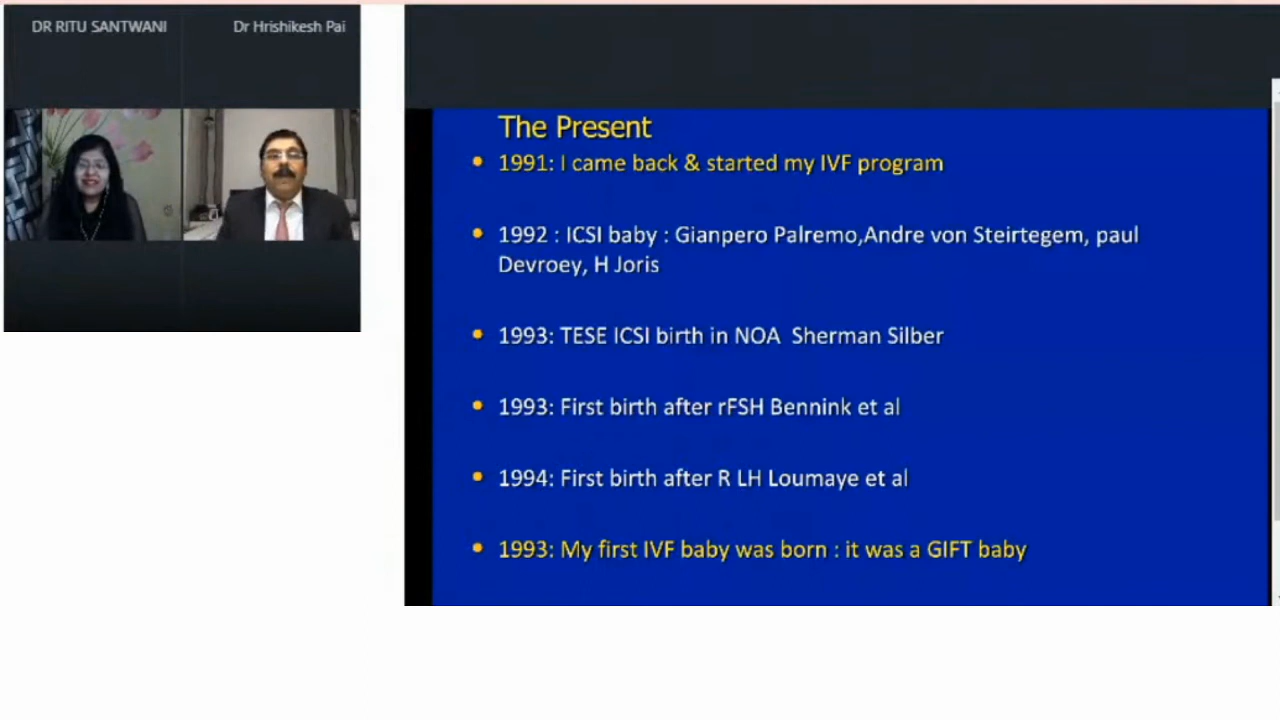 DR RITU SANTWANI
Dr Hrishikesh Pai
The Present
1991: I came back & started my IVF program
1992 : ICSI baby : Gianpero Palremo,Andre von Steirtegem, paul
Devroey, H Joris
1993: TESE ICSI birth in NOA Sherman Silber
1993: First birth after rFSH Bennink et al
1994: First birth after R LH Loumaye et al
1993: My first IVF baby was born : it was a GIFT baby